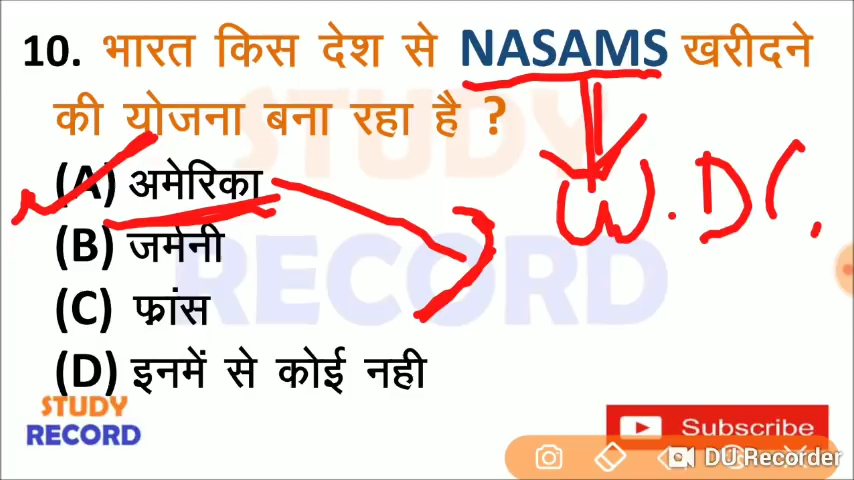 10. भारत किस देश से NASAMS खरीदने
की योजना बना रहा है ?
(A) अमेरिका
(B) जर्मनी
(C) फ्रांस
(D) इनमें से कोई नही
W. DC.
STUDY
RECORD
STUDY
RECORD
Subscribe
DU Recorder